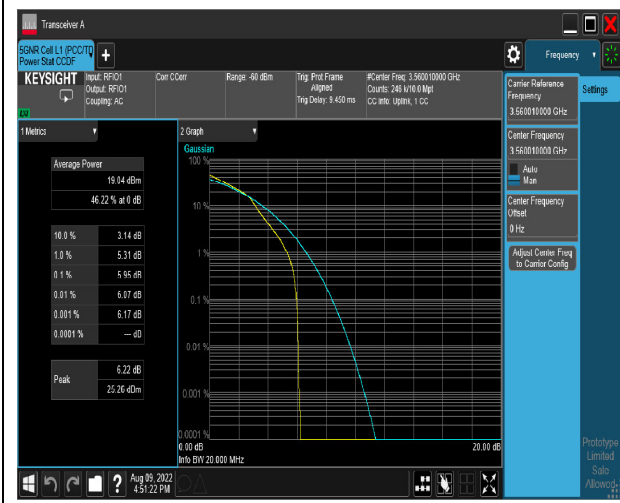 Transceiver A
5GNR Cell L1 (PCC/TD
Power Stat CCDF
+
Frequency
KEYSIGHT
Input: RFIO1
Output: RFIO1
Coupling: AC
Corr CCorr
Range: -60 dBm
Trig: Prot Frame
Aligned
Trig Delay: 9.450 ms
#Center Freq: 3.560010000 GHz
Counts: 246 k/10.0 Mpt
CC Info: Uplink, 1 CC
Carrier Reference
Frequency
3.560010000 GHz
Settings
Center Frequency
3.560010000 GHz
Auto
Man
Center Frequency
Offset
0 Hz
Adjust Center Freq
to Carrier Config
1 Metrics
Average Power
19.04 dBm
46.22 % at 0 dB
10.0 % 3.14 dB
1.0 % 5.31 dB
0.1 % 5.95 dB
0.01 % 6.07 dB
0.001 % 6.17 dB
0.0001 % --- dB
Peak
6.22 dB
25.26 dBm
2 Graph
Gaussian
100 %
10 %
1 %
0.1 %
0.01 %
0.001 %
0.0001 %
0.00 dB
20.00 dB
Info BW 20.000 MHz
Prototype
Limited
Sale
Allowed
?
Aug 09, 2022
4:51:22 PM